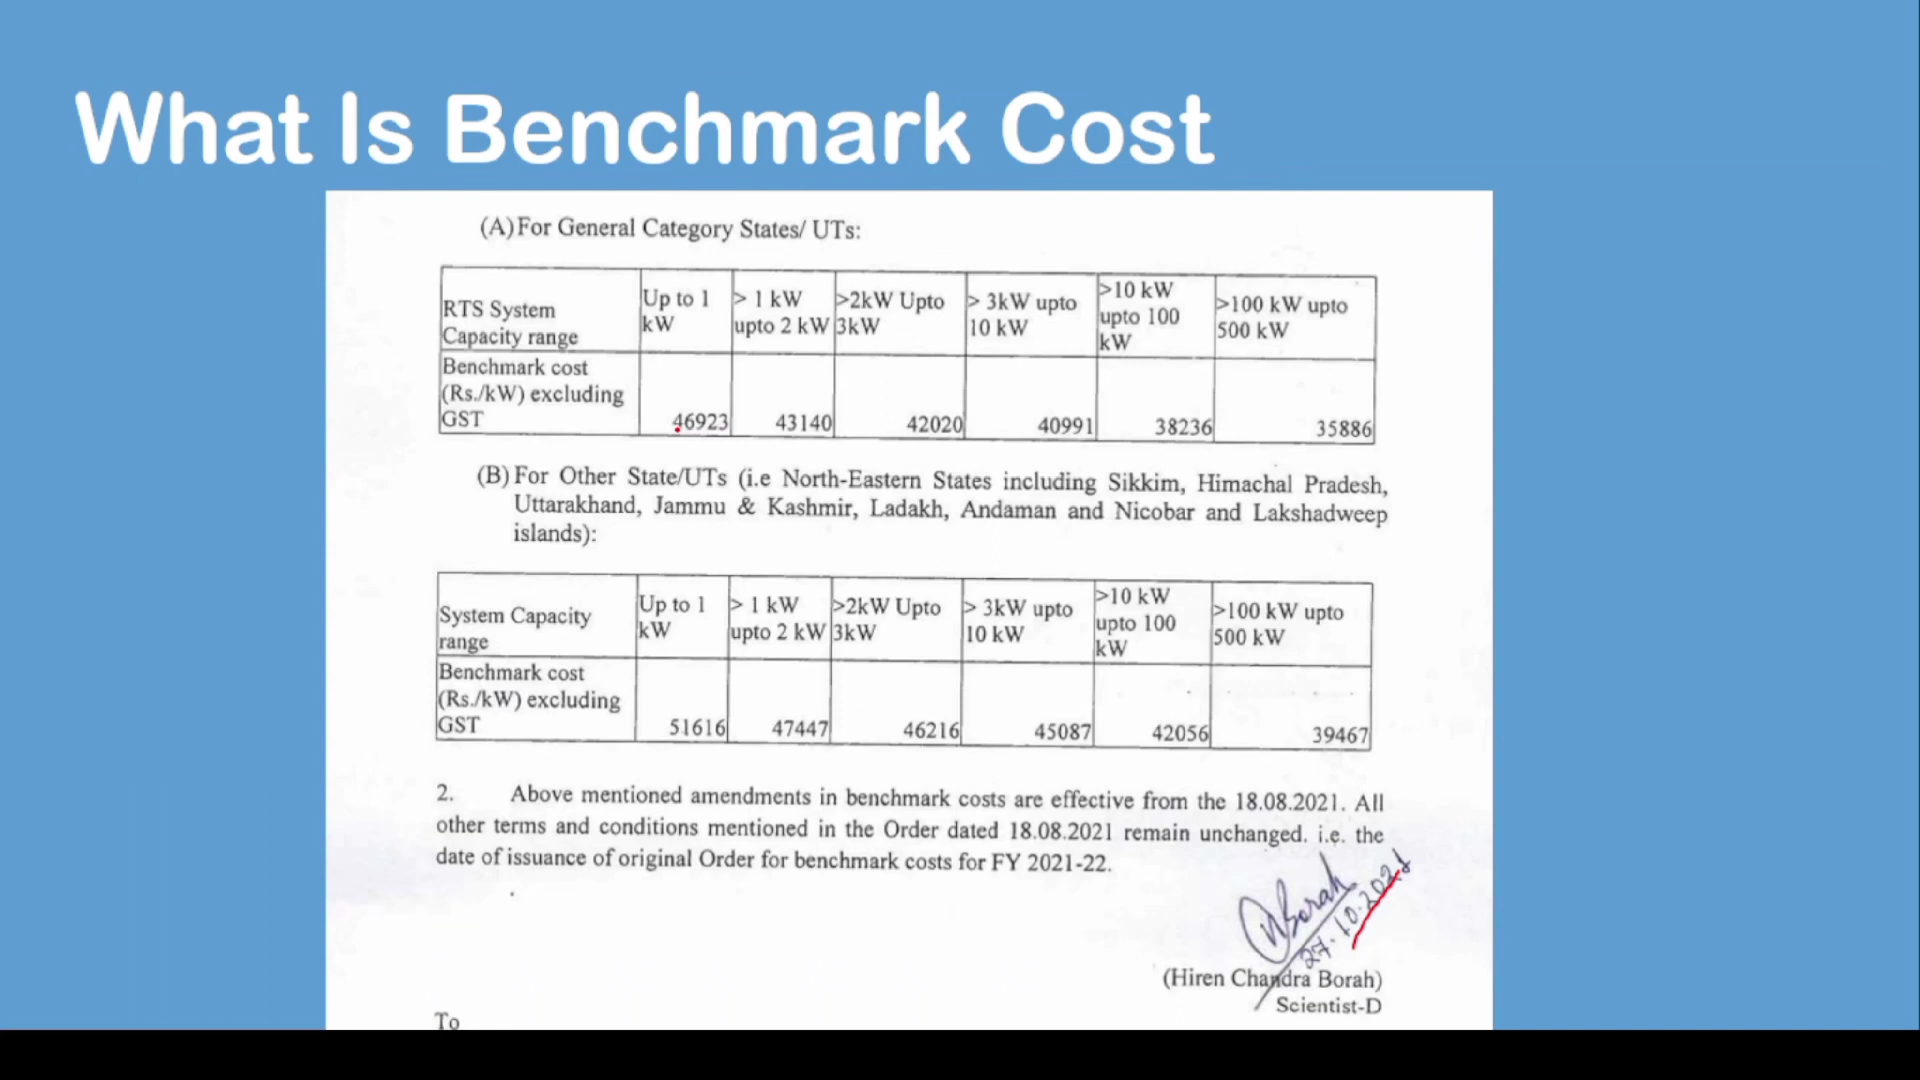 What Is Benchmark Cost
(A) For General Category States/ UTs:
RTS System Capacity range
Up to 1 kW
> 1 kW upto 2 kW
>2kW Upto 3kW
> 3kW upto 10 kW
>10 kW upto 100 kW
>100 kW upto 500 kW
Benchmark cost (Rs./kW) excluding GST
46923
43140
42020
40991
38236
35886
(B) For Other State/UTs (i.e North-Eastern States including Sikkim, Himachal Pradesh,
Uttarakhand, Jammu & Kashmir, Ladakh, Andaman and Nicobar and Lakshadweep
islands):
System Capacity range
Up to 1 kW
> 1 kW upto 2 kW
>2kW Upto 3kW
> 3kW upto 10 kW
>10 kW upto 100 kW
>100 kW upto 500 kW
Benchmark cost (Rs./kW) excluding GST
51616
47447
46216
45087
42056
39467
2. Above mentioned amendments in benchmark costs are effective from the 18.08.2021. All
other terms and conditions mentioned in the Order dated 18.08.2021 remain unchanged. i.e. the
date of issuance of original Order for benchmark costs for FY 2021-22.
Borah
27.10.2021
(Hiren Chandra Borah)
Scientist-D
To